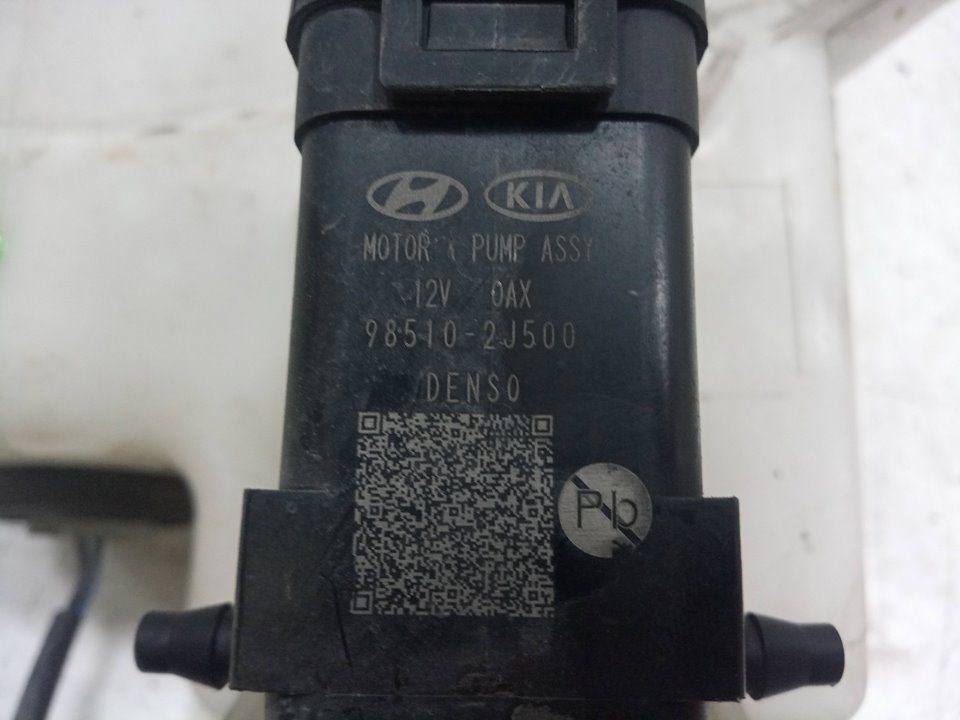 KIA
MOTOR & PUMP ASSY
12V 0AX
98510-2J500
DENSO
Pb